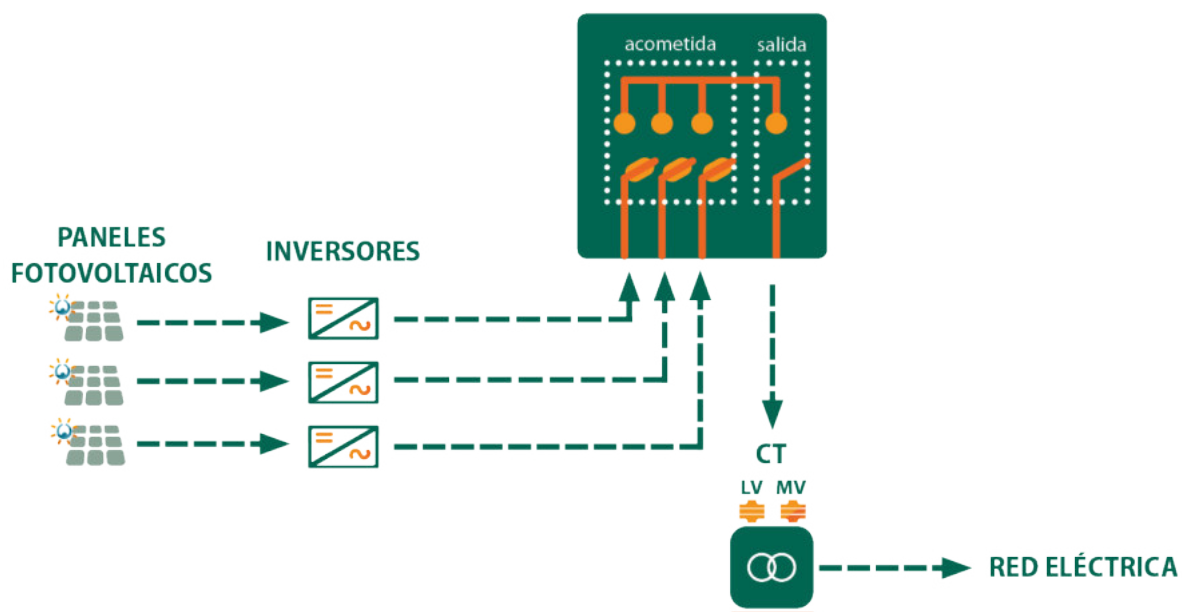 acometida salida
PANELES
FOTOVOLTAICOS
INVERSORES
CT
LV MV
RED ELÉCTRICA